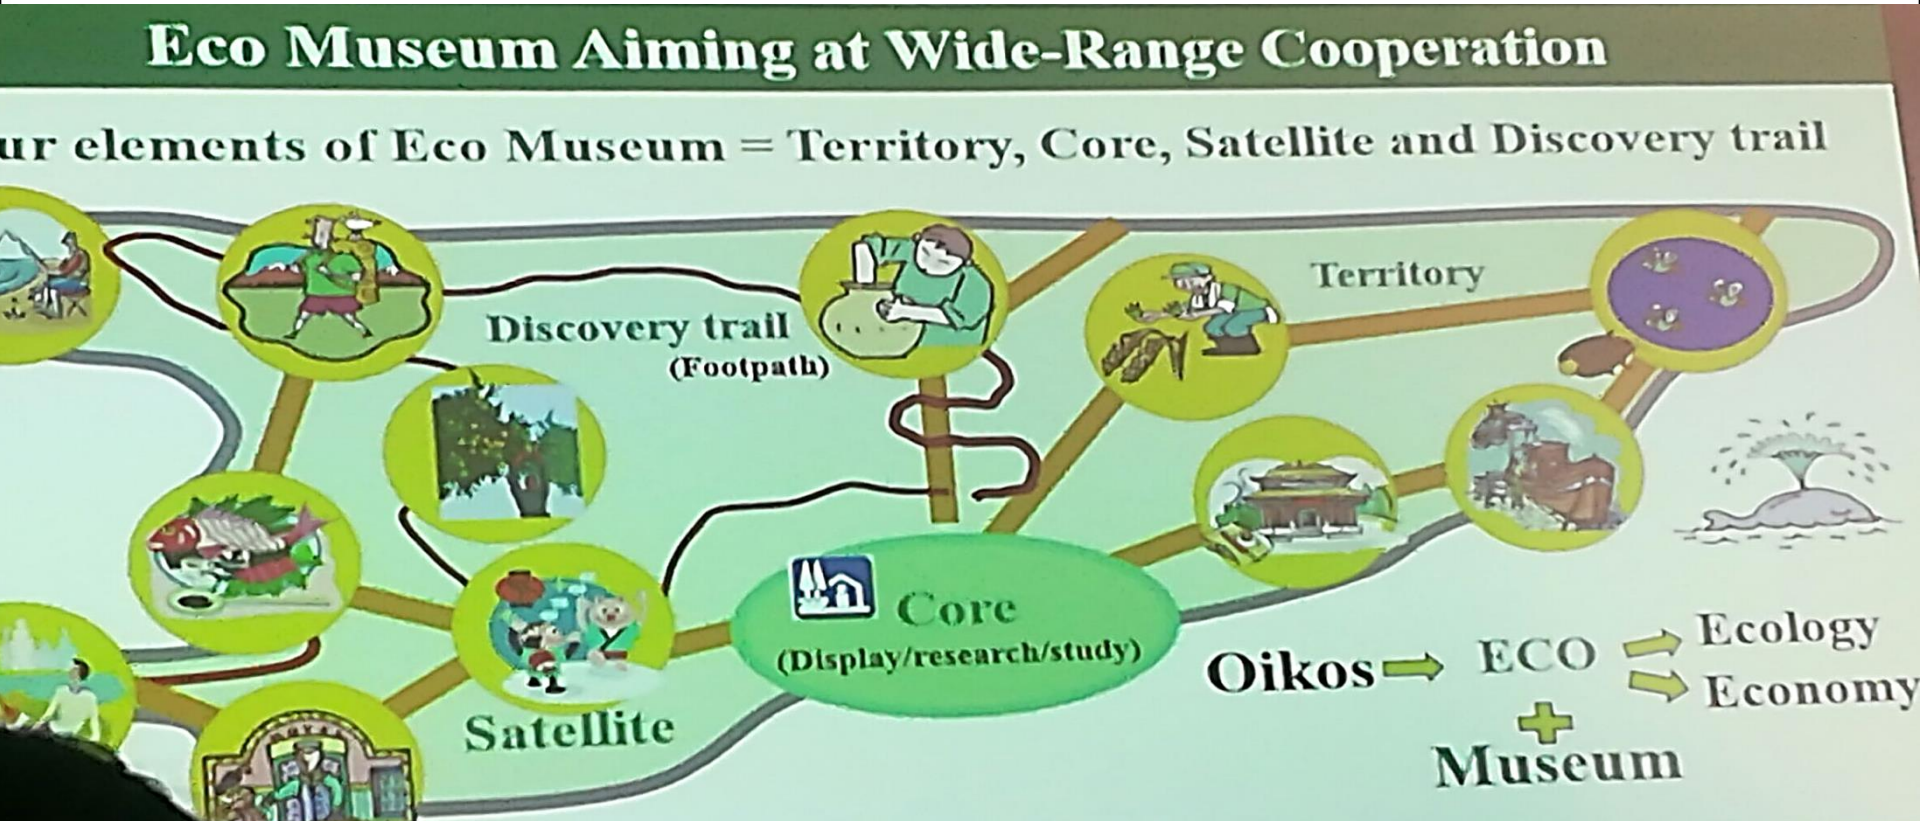 Eco Museum Aiming at Wide-Range Cooperation
ur elements of Eco Museum = Territory, Core, Satellite and Discovery trail
Territory
Discovery trail
(Footpath)
Core
(Display/research/study)
Satellite
Oikos
ECO
Ecology
Economy
Museum